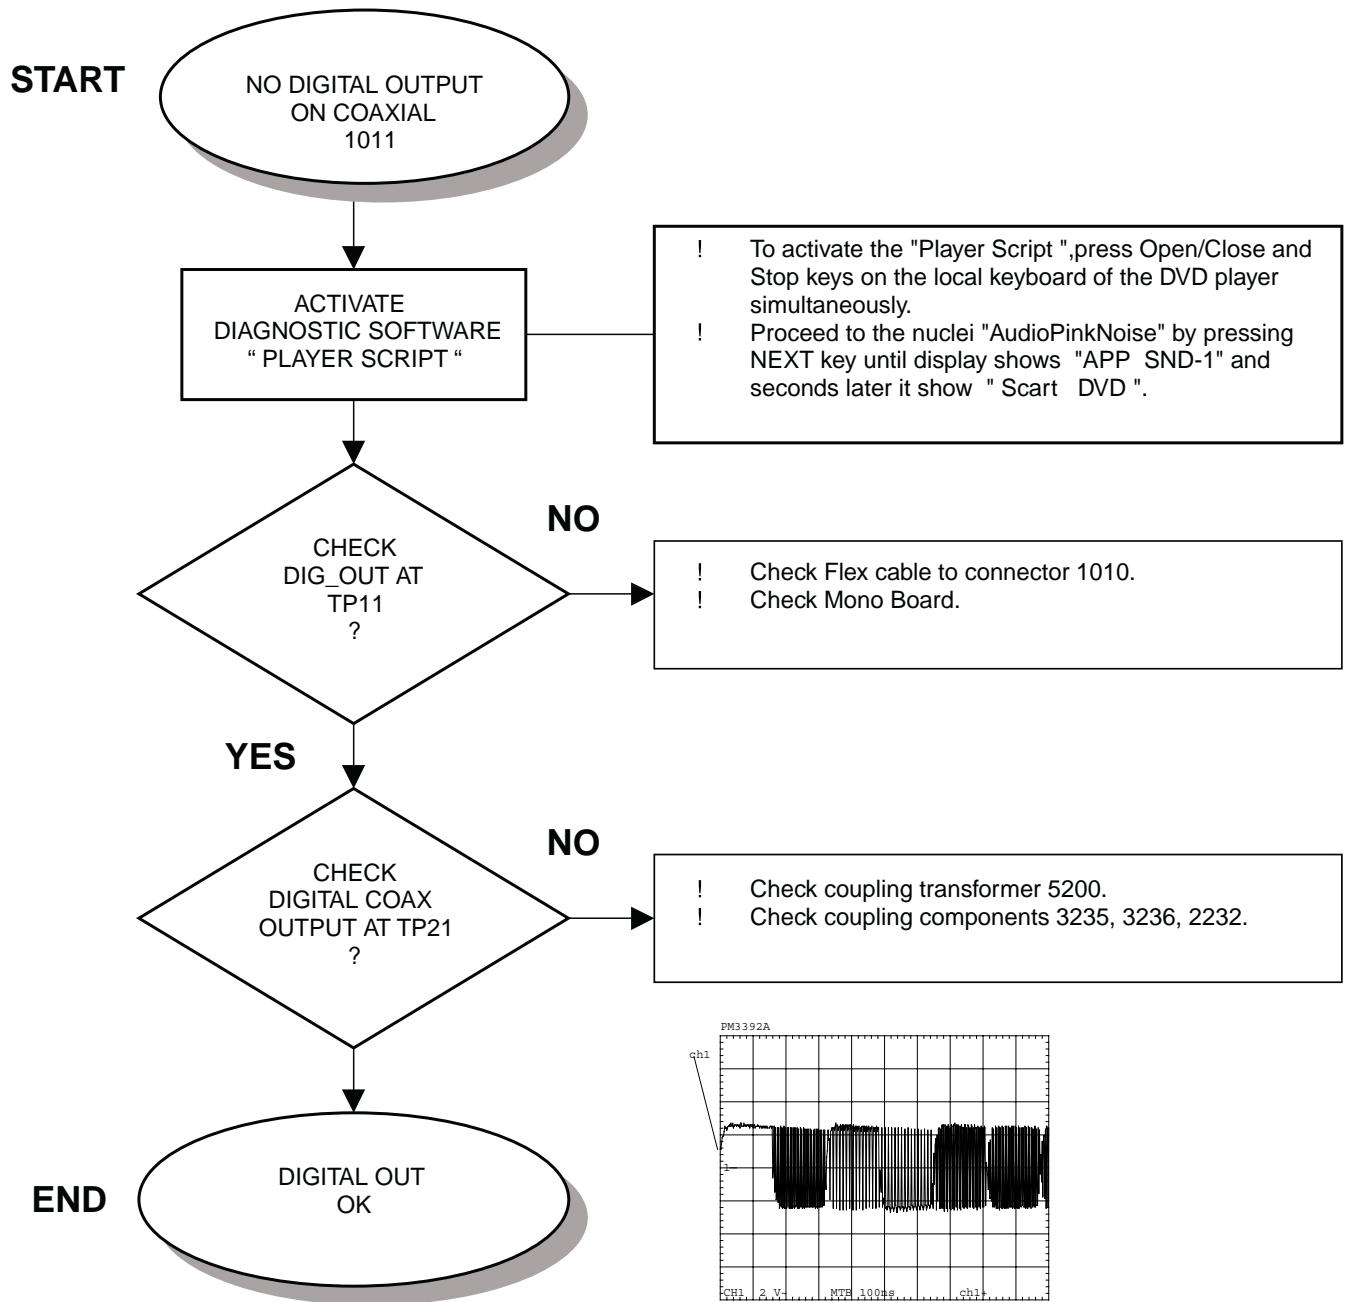 START
NO DIGITAL OUTPUT
ON COAXIAL
1011
ACTIVATE
DIAGNOSTIC SOFTWARE
“ PLAYER SCRIPT “
! To activate the "Player Script ",press Open/Close and
Stop keys on the local keyboard of the DVD player
simultaneously.
! Proceed to the nuclei "AudioPinkNoise" by pressing
NEXT key until display shows "APP SND-1" and
seconds later it show " Scart DVD ".
CHECK
DIG_OUT AT
TP11
?
NO
! Check Flex cable to connector 1010.
! Check Mono Board.
YES
CHECK
DIGITAL COAX
OUTPUT AT TP21
?
NO
! Check coupling transformer 5200.
! Check coupling components 3235, 3236, 2232.
PM3392A
ch1
1
CH1 2 V~ MTB 100ns ch1+
DIGITAL OUT
OK
END